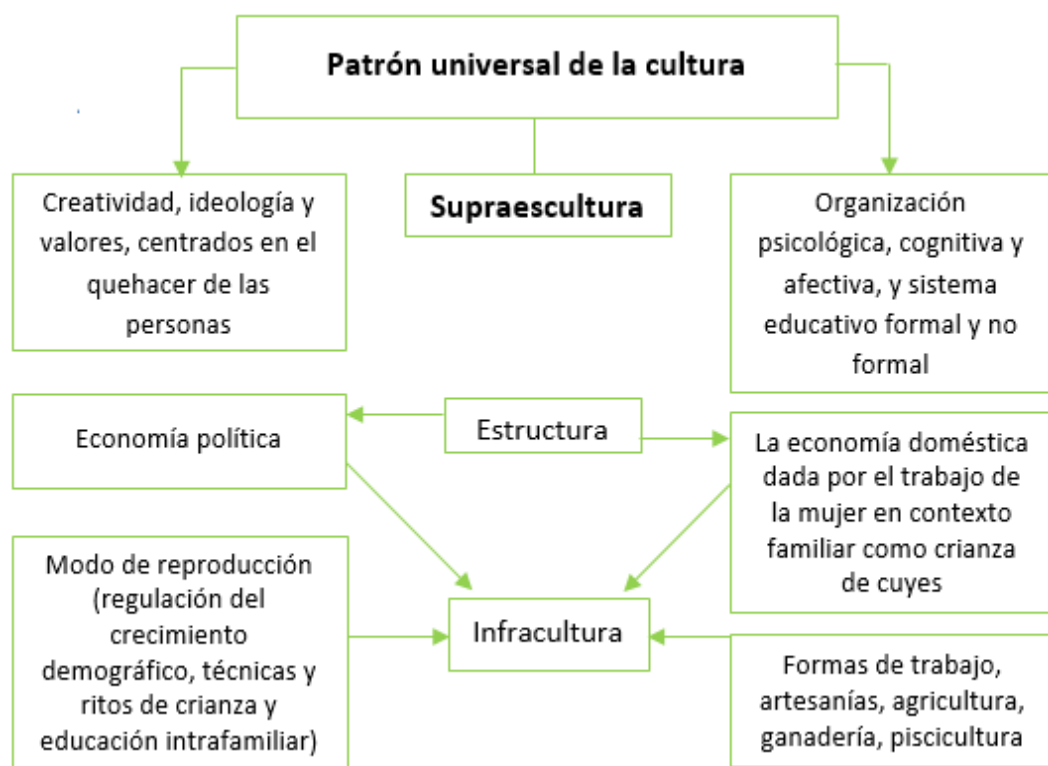 Patrón universal de la cultura
Creatividad, ideología y
valores, centrados en el
quehacer de las
personas
Supraescultura
Organización
psicológica, cognitiva y
afectiva, y sistema
educativo formal y no
formal
Economía política
Estructura
La economía doméstica
dada por el trabajo de
la mujer en contexto
familiar como crianza
de cuyes
Modo de reproducción
(regulación del
crecimiento
demográfico, técnicas y
ritos de crianza y
educación intrafamiliar)
Infracultura
Formas de trabajo,
artesanías, agricultura,
ganadería, piscicultura